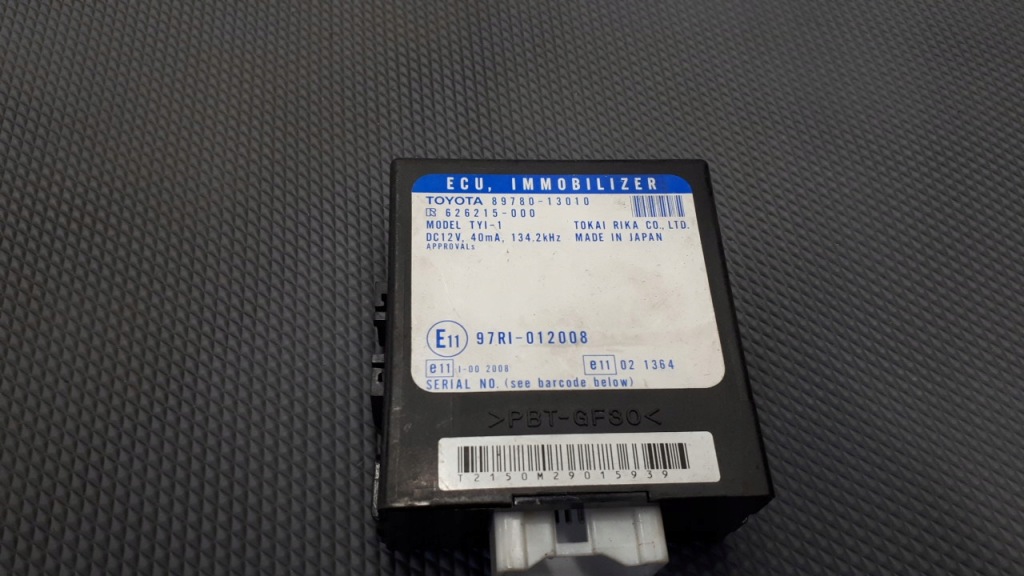 ECU, IMMOBILIZER
TOYOTA 89780-13010
626215-000
MODEL TYI-1 TOKAI RIKA CO., LTD.
DC12V, 40mA, 134.2kHz MADE IN JAPAN
APPROVAL:
E11 97RI-012008
e11 I-00 2008 e11 02 1364
SERIAL NO. (see barcode below)
>PBT-GF30<
T2150M29015939